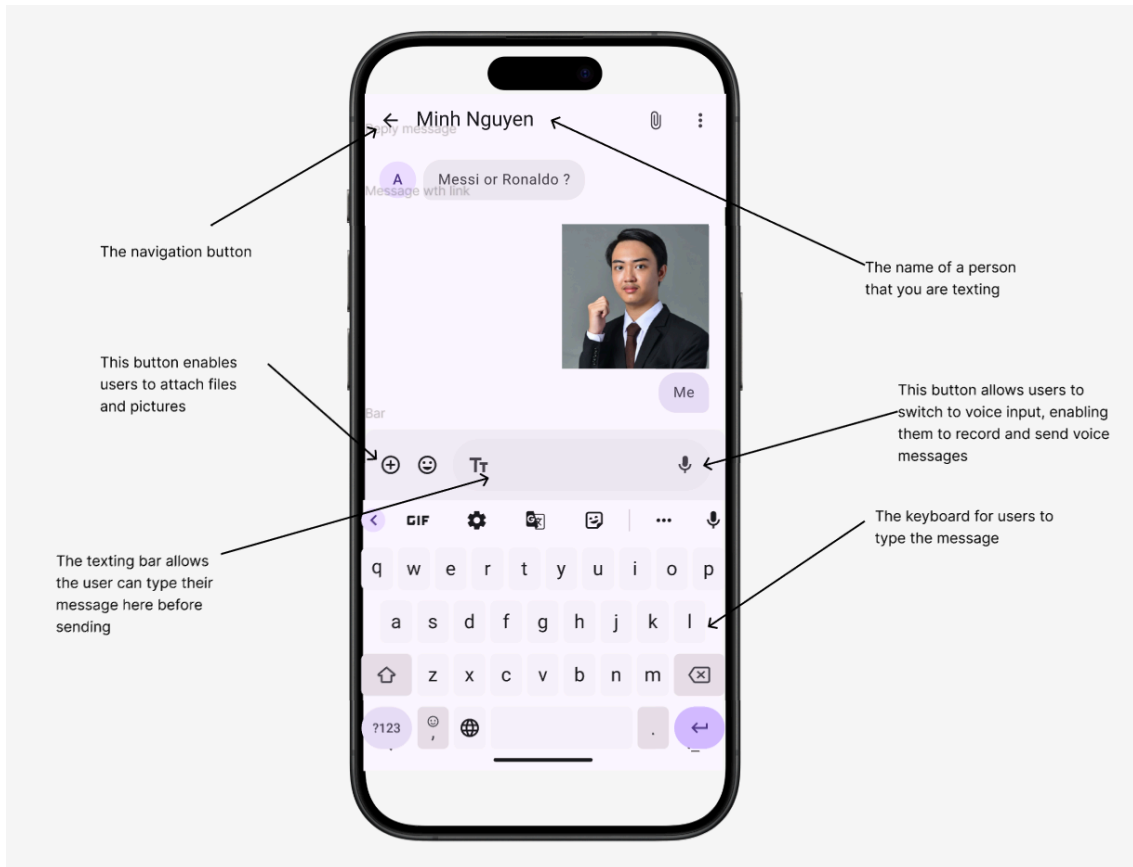 Minh Nguyen
Reply message
A
Messi or Ronaldo ?
Message wth link
The navigation button
The name of a person
that you are texting
This button enables
users to attach files
and pictures
Me
This button allows users to
switch to voice input, enabling
them to record and send voice
messages
Bar
TT
GIF
The keyboard for users to
type the message
The texting bar allows
the user can type their
message here before
sending
q w e r t y u i o p
a s d f g h j k l
z x c v b n m
?123 , .